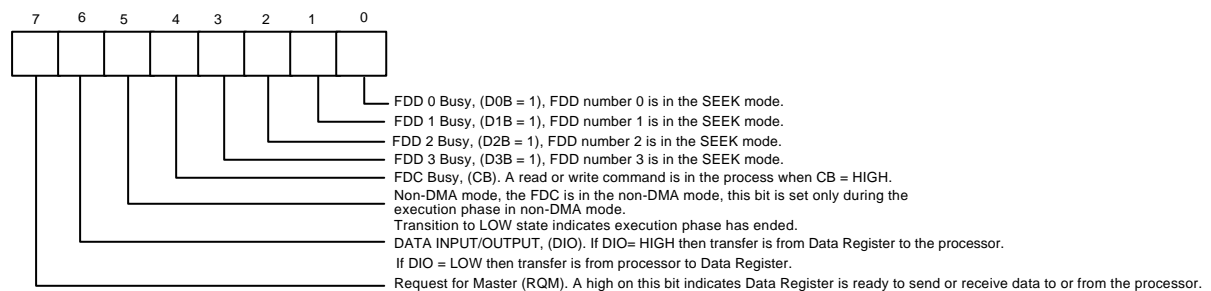 7 6 5 4 3 2 1 0
FDD 0 Busy, (D0B = 1), FDD number 0 is in the SEEK mode.
FDD 1 Busy, (D1B = 1), FDD number 1 is in the SEEK mode.
FDD 2 Busy, (D2B = 1), FDD number 2 is in the SEEK mode.
FDD 3 Busy, (D3B = 1), FDD number 3 is in the SEEK mode.
FDC Busy, (CB). A read or write command is in the process when CB = HIGH.
Non-DMA mode, the FDC is in the non-DMA mode, this bit is set only during the
execution phase in non-DMA mode.
Transition to LOW state indicates execution phase has ended.
DATA INPUT/OUTPUT, (DIO). If DIO= HIGH then transfer is from Data Register to the processor.
If DIO = LOW then transfer is from processor to Data Register.
Request for Master (RQM). A high on this bit indicates Data Register is ready to send or receive data to or from the processor.